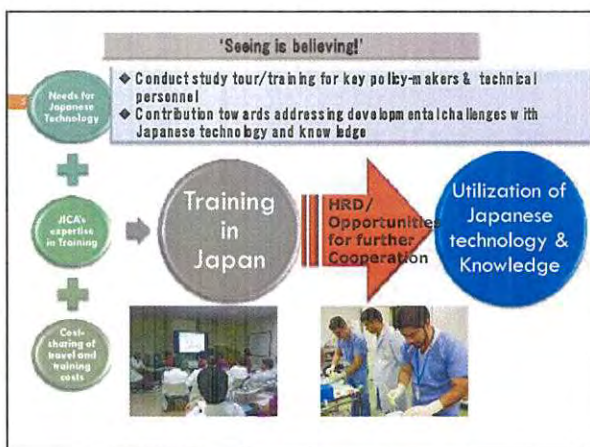 'Seeing is believing!'
Needs for
Japanese
Technology
❖ Conduct study tour/training for key policy-makers & technical
personnel
❖ Contribution towards addressing developmental challenges with
Japanese technology and knowledge
JICA's
expertise
in Training
Cost-
sharing of
travel and
training
costs
Training
in
Japan
HRD/
Opportunities
for further
Cooperation
Utilization of
Japanese
technology &
Knowledge